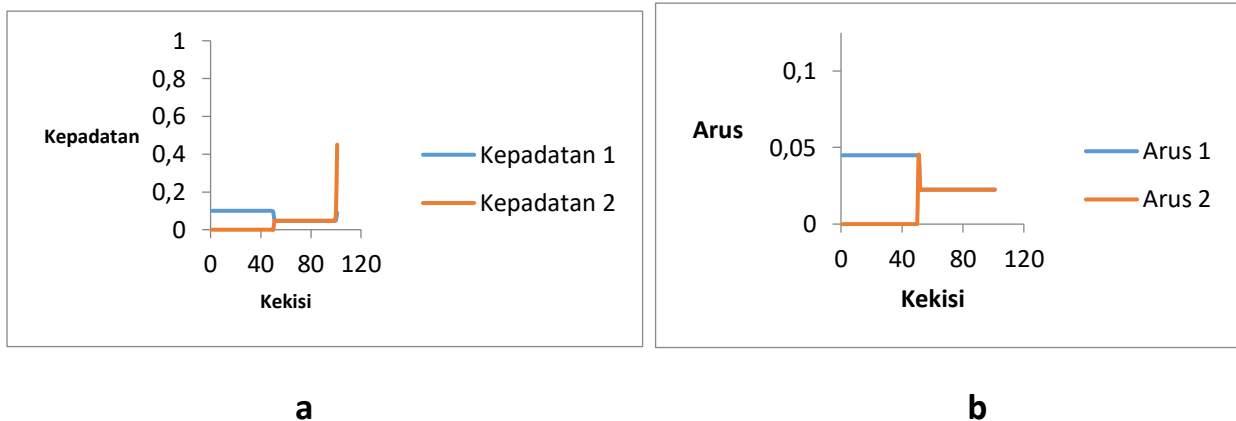 1
0,8
0,6
0,4
0,2
0
Kepadatan
0 40 80 120
Kekisi
Kepadatan 1
Kepadatan 2
0,1
0,05
0
Arus
0 40 80 120
Kekisi
Arus 1
Arus 2
a
b